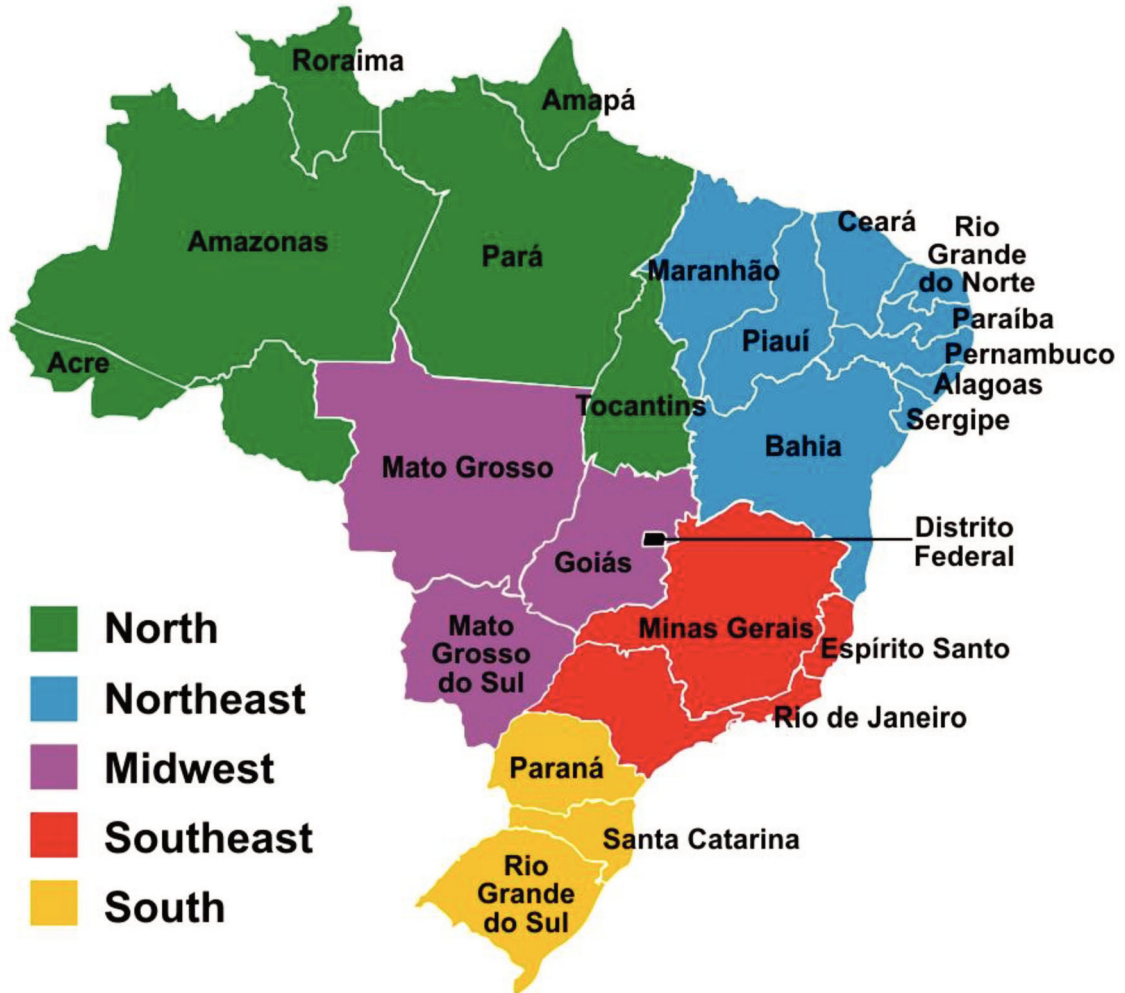 Roraima
Amapá
Amazonas
Pará
Maranhão
Ceará
Rio
Grande
do Norte
Paraíba
Piauí
Pernambuco
Acre
Alagoas
Tocantins
Sergipe
Bahia
Mato Grosso
Distrito
Federal
Goiás
Mato
Grosso
do Sul
Minas Gerais
Espírito Santo
Rio de Janeiro
Paraná
Santa Catarina
Rio
Grande
do Sul
North
Northeast
Midwest
Southeast
South